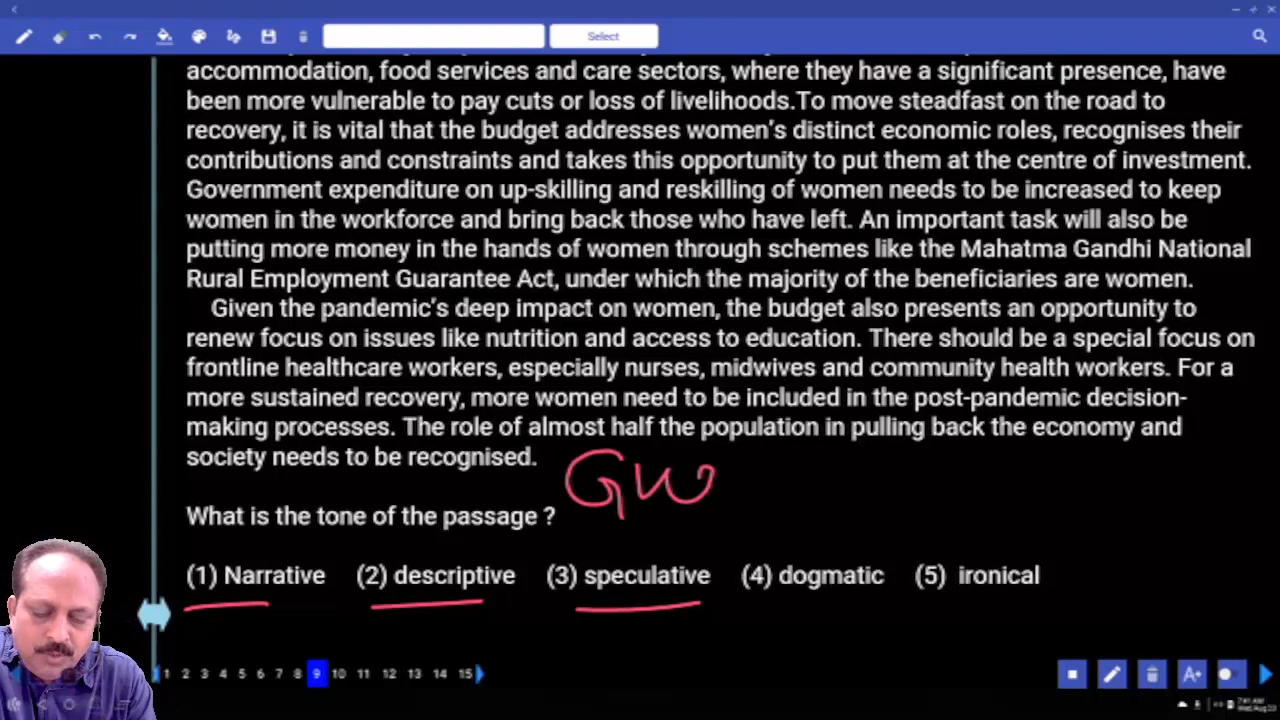 Select
accommodation, food services and care sectors, where they have a significant presence, have
been more vulnerable to pay cuts or loss of livelihoods.To move steadfast on the road to
recovery, it is vital that the budget addresses women's distinct economic roles, recognises their
contributions and constraints and takes this opportunity to put them at the centre of investment.
Government expenditure on up-skilling and reskilling of women needs to be increased to keep
women in the workforce and bring back those who have left. An important task will also be
putting more money in the hands of women through schemes like the Mahatma Gandhi National
Rural Employment Guarantee Act, under which the majority of the beneficiaries are women.
Given the pandemic's deep impact on women, the budget also presents an opportunity to
renew focus on issues like nutrition and access to education. There should be a special focus on
frontline healthcare workers, especially nurses, midwives and community health workers. For a
more sustained recovery, more women need to be included in the post-pandemic decision-
making processes. The role of almost half the population in pulling back the economy and
society needs to be recognised.
What is the tone of the passage ?
(1) Narrative (2) descriptive (3) speculative (4) dogmatic (5) ironical
1 2 3 4 5 6 7 8 9 10 11 12 13 14 15
A+